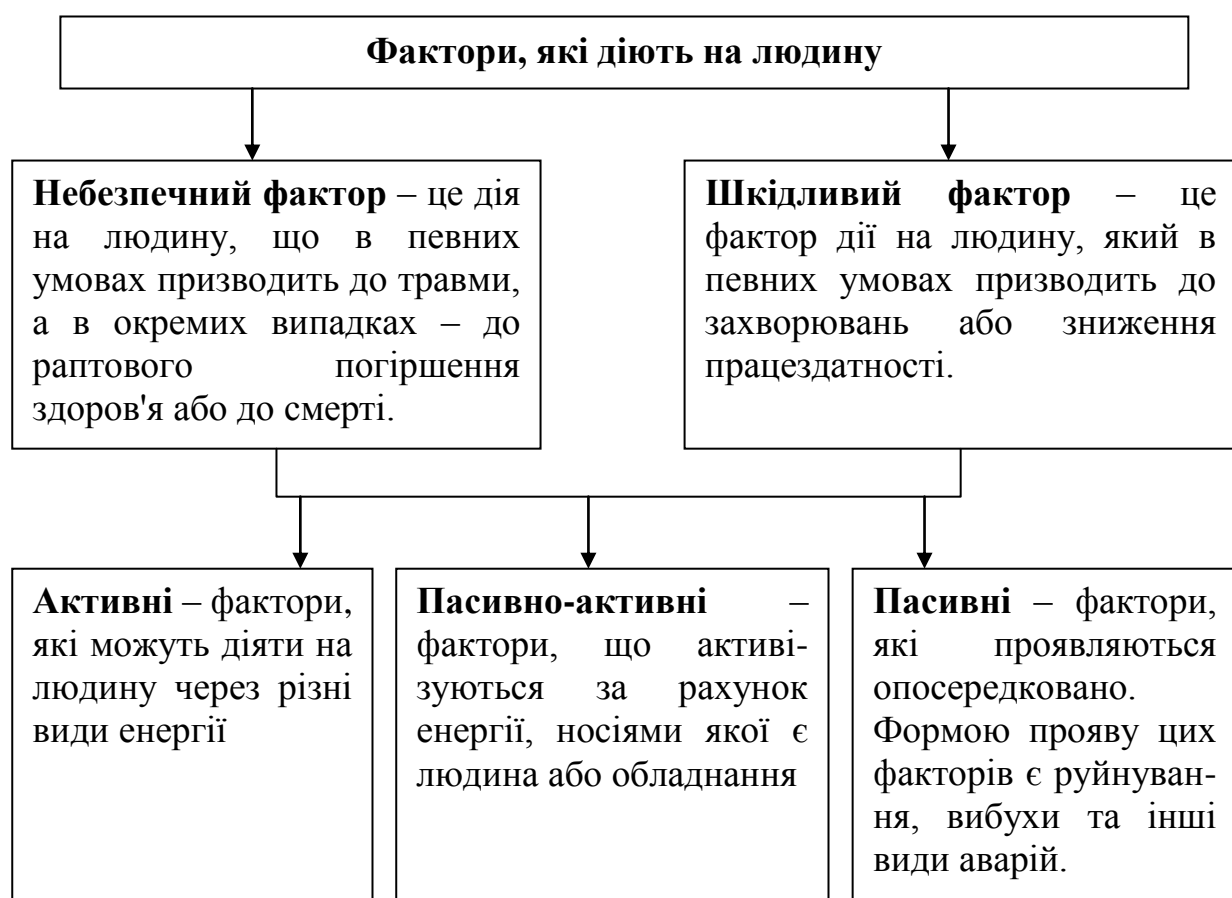 Фактори, які діють на людину
Небезпечний фактор – це дія
на людину, що в певних
умовах призводить до травми,
а в окремих випадках – до
раптового погіршення
здоров'я або до смерті.
Шкідливий фактор – це
фактор дії на людину, який в
певних умовах призводить до
захворювань або зниження
працездатності.
Активні – фактори,
які можуть діяти на
людину через різні
види енергії
Пасивно-активні –
фактори, що активі-
зуються за рахунок
енергії, носіями якої є
людина або обладнання
Пасивні – фактори,
які проявляються
опосередковано.
Формою прояву цих
факторів є руйнуван-
ня, вибухи та інші
види аварій.